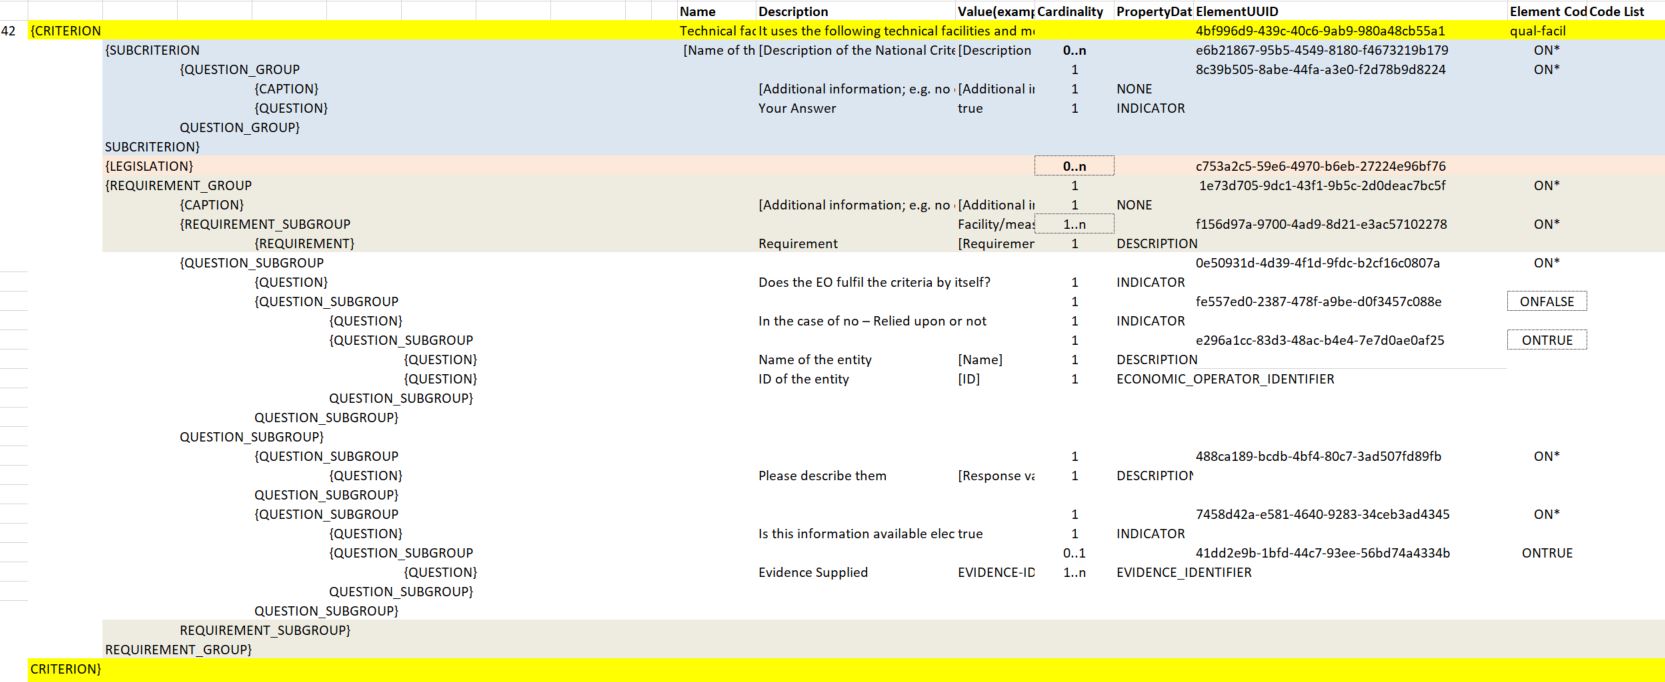 Name Description Value(examp Cardinality PropertyDat ElementUUID Element Cod Code List
42 {CRITERION Technical fac It uses the following technical facilities and me 4bf996d9-439c-40c6-9ab9-980a48cb55a1 qual-facil
{SUBCRITERION [Name of th [Description of the National Crite [Description 0..n e6b21867-95b5-4549-8180-f4673219b179 ON*
{QUESTION_GROUP 1 8c39b505-8abe-44fa-a3e0-f2d78b9d8224 ON*
{CAPTION} [Additional information; e.g. no [Additional in 1 NONE
{QUESTION} Your Answer true 1 INDICATOR
QUESTION_GROUP}
SUBCRITERION}
{LEGISLATION} 0..n c753a2c5-59e6-4970-b6eb-27224e96bf76
{REQUIREMENT_GROUP 1 1e73d705-9dc1-43f1-9b5c-2d0deac7bc5f ON*
{CAPTION} [Additional information; e.g. no [Additional in 1 NONE
{REQUIREMENT_SUBGROUP Facility/meas 1..n f156d97a-9700-4ad9-8d21-e3ac57102278 ON*
{REQUIREMENT} Requirement [Requiremen 1 DESCRIPTION
{QUESTION_SUBGROUP 0e50931d-4d39-4f1d-9fdc-b2cf16c0807a ON*
{QUESTION} Does the EO fulfil the criteria by itself? 1 INDICATOR
{QUESTION_SUBGROUP 1 fe557ed0-2387-478f-a9be-d0f3457c088e ONFALSE
{QUESTION} In the case of no – Relied upon or not 1 INDICATOR
{QUESTION_SUBGROUP 1 e296a1cc-83d3-48ac-b4e4-7e7d0ae0af25 ONTRUE
{QUESTION} Name of the entity [Name] 1 DESCRIPTION
{QUESTION} ID of the entity [ID] 1 ECONOMIC_OPERATOR_IDENTIFIER
QUESTION_SUBGROUP}
QUESTION_SUBGROUP}
QUESTION_SUBGROUP}
{QUESTION_SUBGROUP 1 488ca189-bcdb-4bf4-80c7-3ad507fd89fb ON*
{QUESTION} Please describe them [Response va 1 DESCRIPTION
QUESTION_SUBGROUP}
{QUESTION_SUBGROUP 1 7458d42a-e581-4640-9283-34ceb3ad4345 ON*
{QUESTION} Is this information available elec true 1 INDICATOR
{QUESTION_SUBGROUP 0..1 41dd2e9b-1bfd-44c7-93ee-56bd74a4334b ONTRUE
{QUESTION} Evidence Supplied EVIDENCE-ID 1..n EVIDENCE_IDENTIFIER
QUESTION_SUBGROUP}
QUESTION_SUBGROUP}
REQUIREMENT_SUBGROUP}
REQUIREMENT_GROUP}
CRITERION}